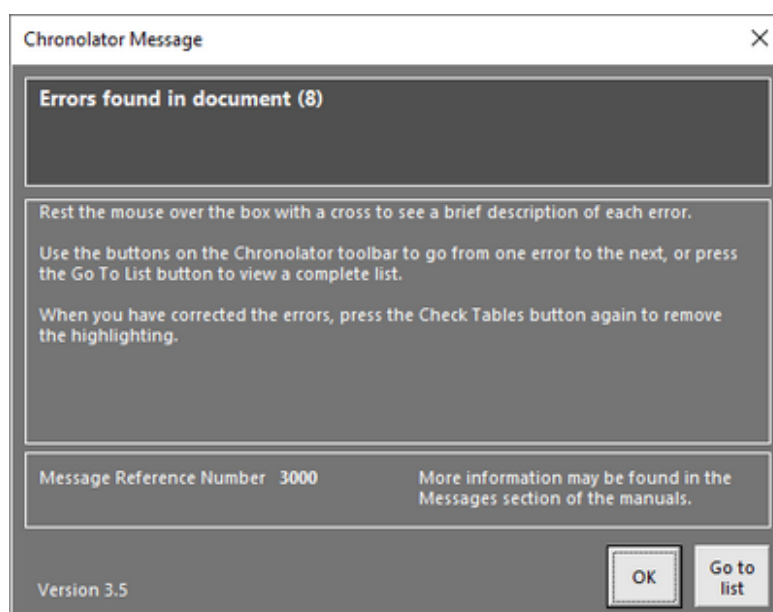 Chronolator Message
Errors found in document (8)
Rest the mouse over the box with a cross to see a brief description of each error.
Use the buttons on the Chronolator toolbar to go from one error to the next, or press
the Go To List button to view a complete list.
When you have corrected the errors, press the Check Tables button again to remove
the highlighting.
Message Reference Number 3000
More information may be found in the
Messages section of the manuals.
Version 3.5
OK
Go to
list